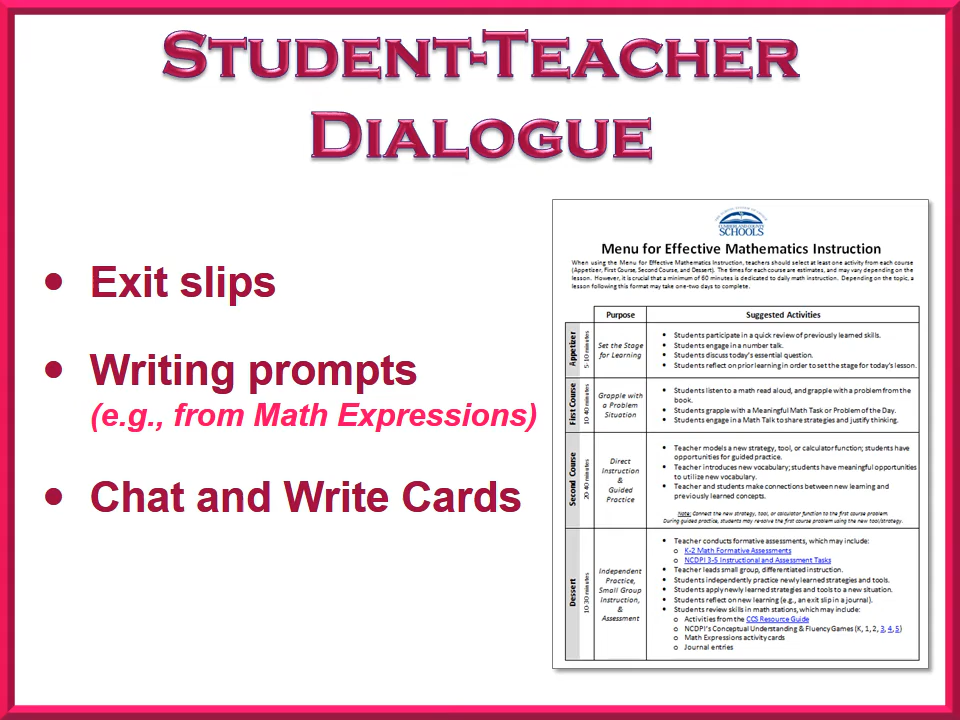 STUDENT-TEACHER
DIALOGUE
• Exit slips
• Writing prompts
(e.g., from Math Expressions)
• Chat and Write Cards
CUMBERLAND COUNTY
SCHOOLS
Menu for Effective Mathematics Instruction
When using the Menu for Effective Mathematics Instruction, teachers should select at least one activity from each course
(Appetizer, First Course, Second Course, and Dessert). The times for each course are estimates, and may vary depending on the
lesson. However, it is crucial that a minimum of 60 minutes is dedicated to daily math instruction. Depending on the topic, a
lesson following this format may take one-two days to complete.
Purpose
Suggested Activities
Appetizer
5-10 minutes
Set the Stage
for Learning
• Students participate in a quick review of previously learned skills.
• Students engage in a number talk.
• Students discuss today's essential question.
• Students reflect on prior learning in order to set the stage for today's lesson.
First Course
10-40 minutes
Grapple with
a Problem
Situation
• Students listen to a math read aloud, and grapple with a problem from the
book.
• Students grapple with a Meaningful Math Task or Problem of the Day.
• Students engage in a Math Talk to share strategies and justify thinking.
Second Course
20-40 minutes
Direct
Instruction
&
Guided
Practice
• Teacher models a new strategy, tool, or calculator function; students have
opportunities for guided practice.
• Teacher introduces new vocabulary; students have meaningful opportunities
to utilize new vocabulary.
• Teacher and students make connections between new learning and
previously learned concepts.
Note: Connect the new strategy, tool, or calculator function to the first course problem.
During guided practice, students may re-solve the first course problem using the new tool/strategy.
Dessert
10-30 minutes
Independent
Practice,
Small Group
Instruction,
&
Assessment
• Teacher conducts formative assessments, which may include:
o K-2 Math Formative Assessments
o NCDPI 3-5 Instructional and Assessment Tasks
• Teacher leads small group, differentiated instruction.
• Students independently practice newly learned strategies and tools.
• Students apply newly learned strategies and tools to a new situation.
• Students reflect on new learning (e.g., an exit slip in a journal).
• Students review skills in math stations, which may include:
o Activities from the CCS Resource Guide
o NCDPI's Conceptual Understanding & Fluency Games (K, 1, 2, 3, 4, 5)
o Math Expressions activity cards
o Journal entries